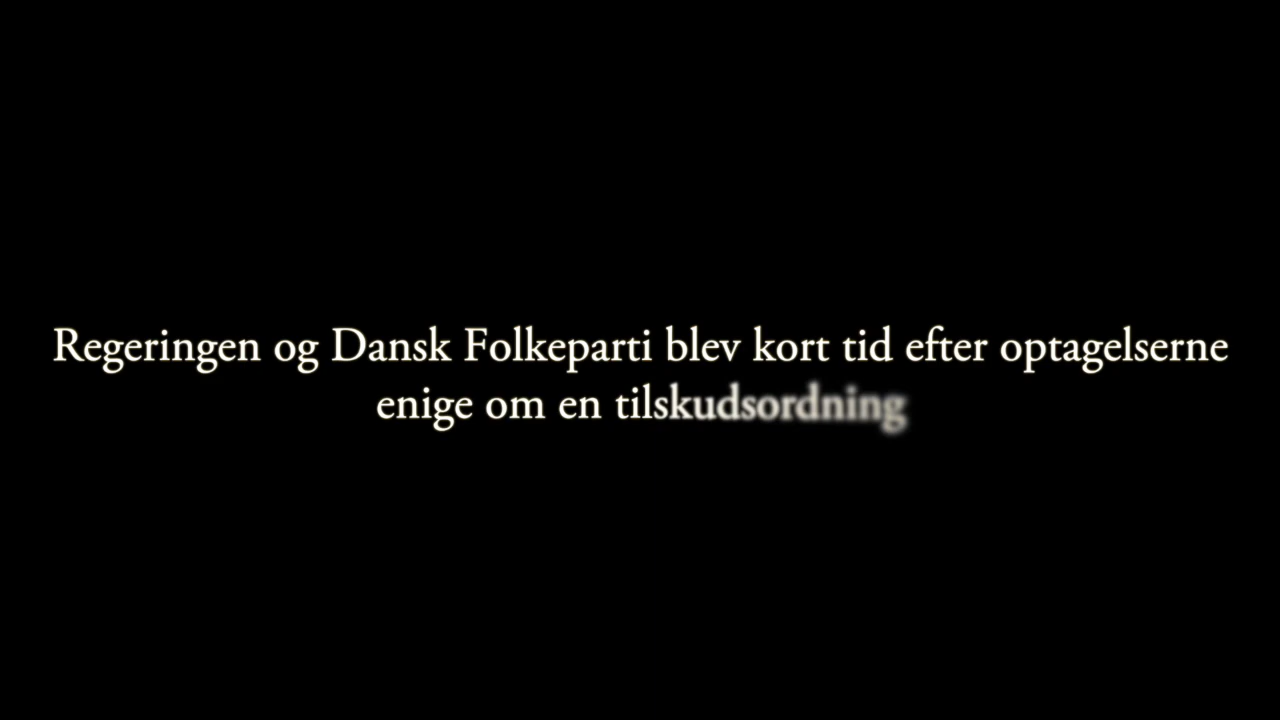 Regeringen og Dansk Folkeparti blev kort tid efter optagelserne
enige om en tilskudsordning